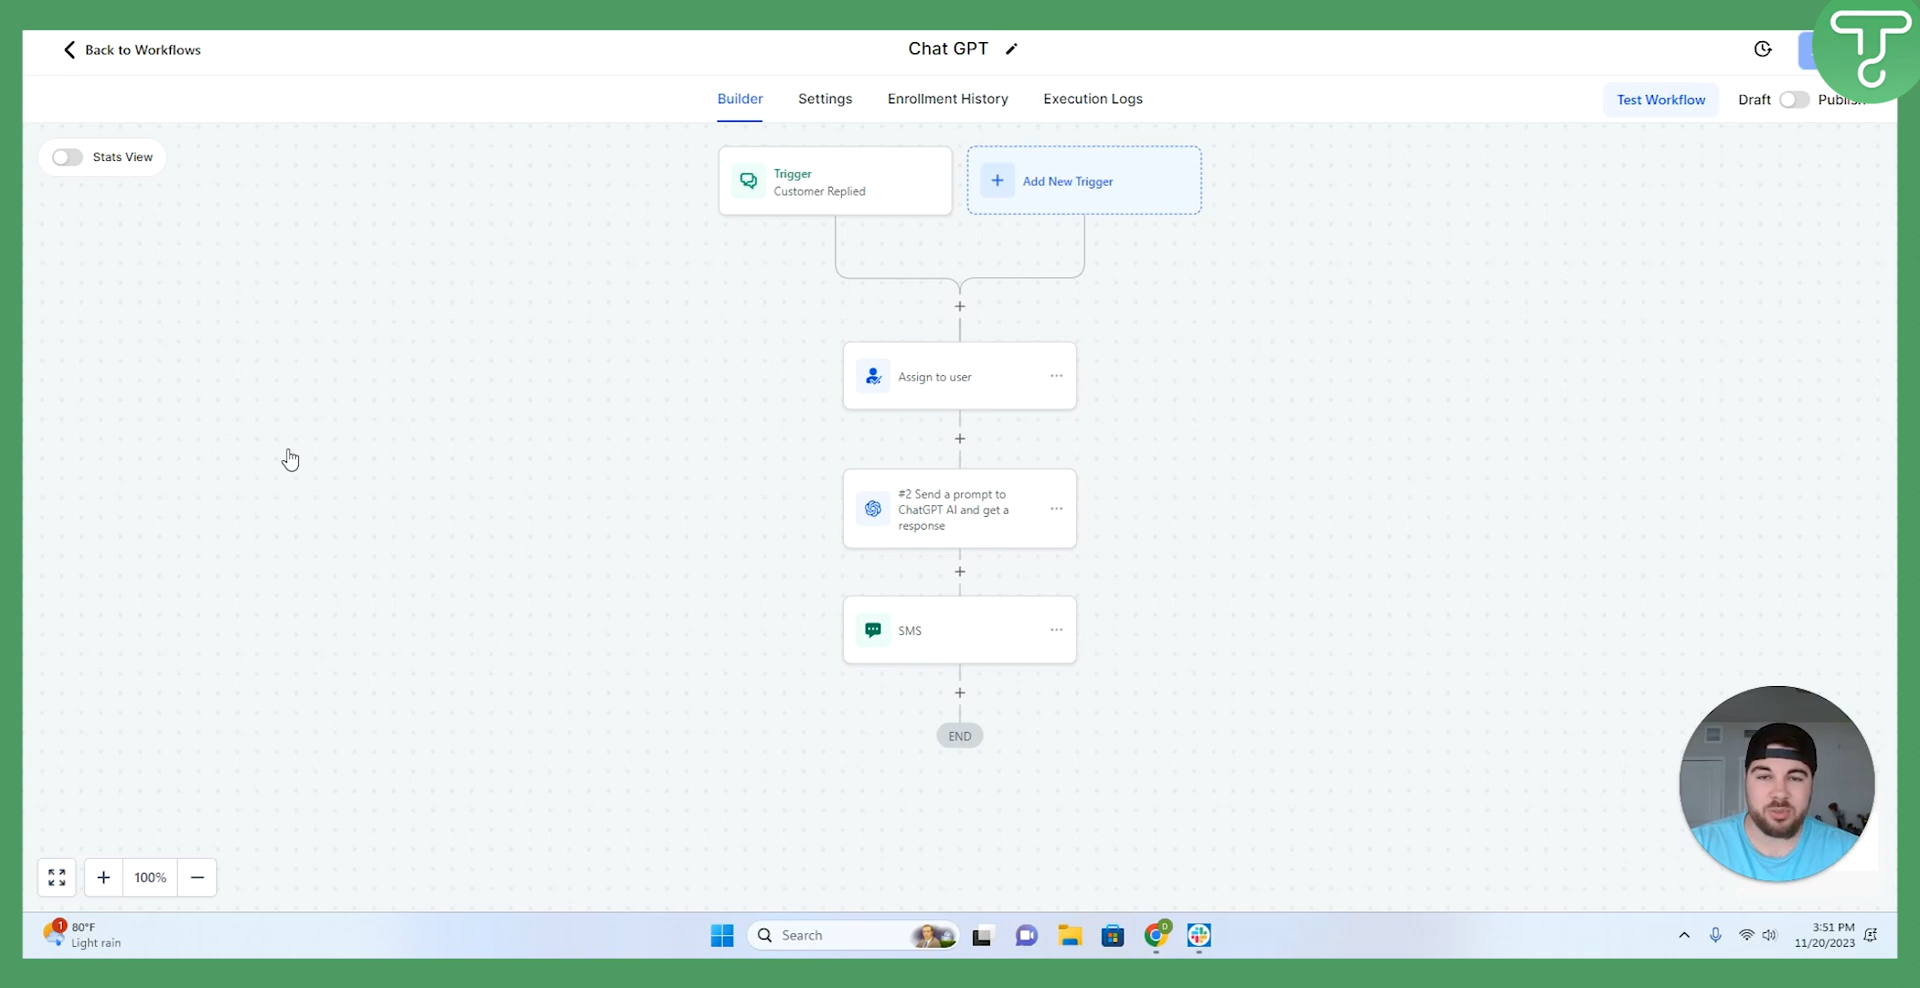 Back to Workflows
Chat GPT
Builder
Settings
Enrollment History
Execution Logs
Test Workflow
Draft
Stats View
Trigger
Customer Replied
Add New Trigger
Assign to user
#2 Send a prompt to
ChatGPT AI and get a
response
SMS
END
100%
1
80°F
Light rain
Search
D
3:51 PM
11/20/2023